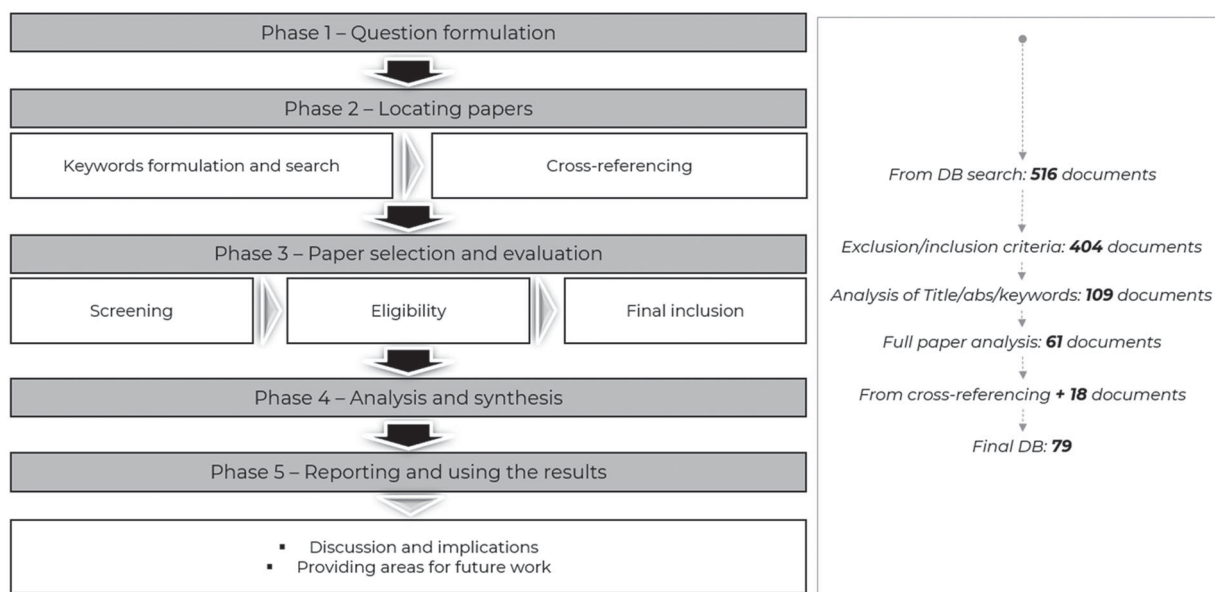 Phase 1 – Question formulation
Phase 2 – Locating papers
Keywords formulation and search
Cross-referencing
Phase 3 – Paper selection and evaluation
Screening
Eligibility
Final inclusion
Phase 4 – Analysis and synthesis
Phase 5 – Reporting and using the results
▪ Discussion and implications
▪ Providing areas for future work
From DB search: 516 documents
Exclusion/inclusion criteria: 404 documents
Analysis of Title/abs/keywords: 109 documents
Full paper analysis: 61 documents
From cross-referencing + 18 documents
Final DB: 79